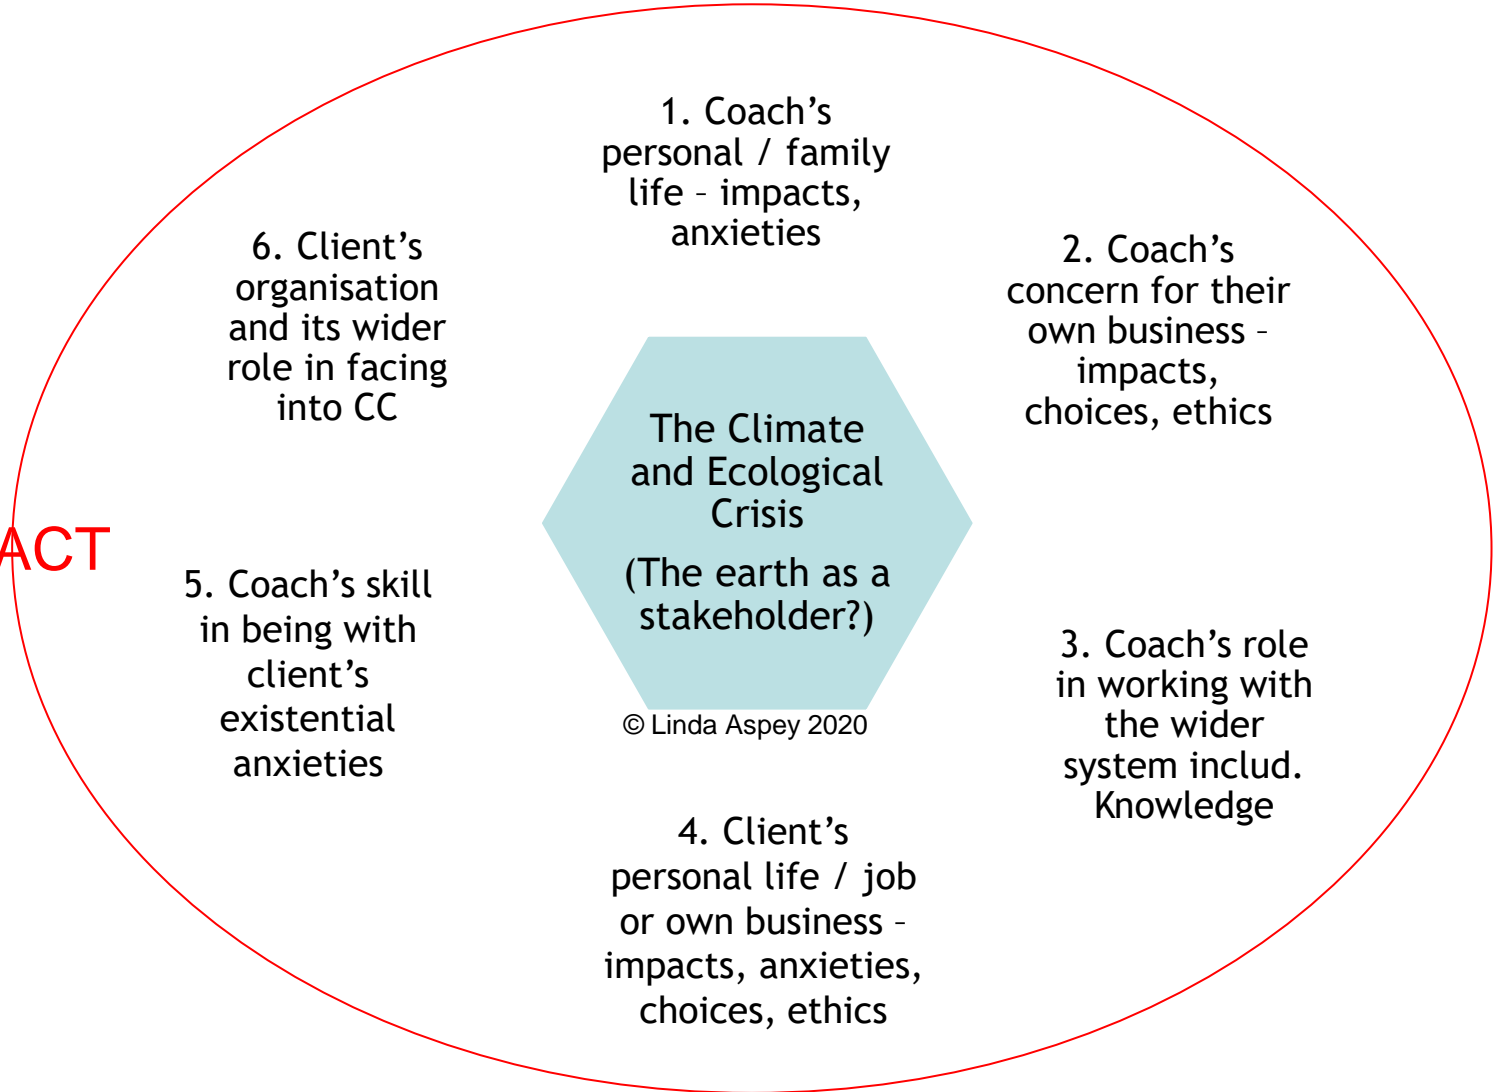 1. Coach’s
personal / family
life – impacts,
anxieties
2. Coach’s
concern for their
own business –
impacts,
choices, ethics
3. Coach’s role
in working with
the wider
system includ.
Knowledge
4. Client’s
personal life / job
or own business –
impacts, anxieties,
choices, ethics
5. Coach’s skill
in being with
client’s
existential
anxieties
6. Client’s
organisation
and its wider
role in facing
into CC
The Climate
and Ecological
Crisis
(The earth as a
stakeholder?)
© Linda Aspey 2020
ACT